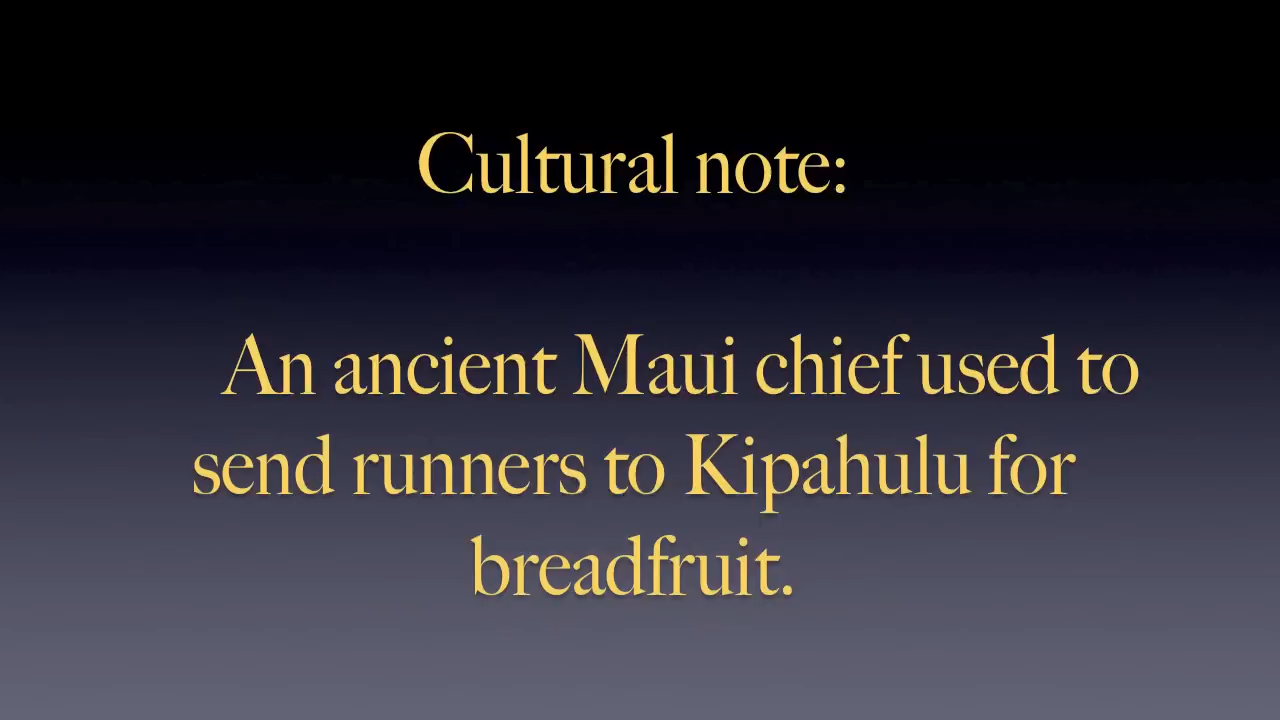 Cultural note:
An ancient Maui chief used to
send runners to Kipahulu for
breadfruit.